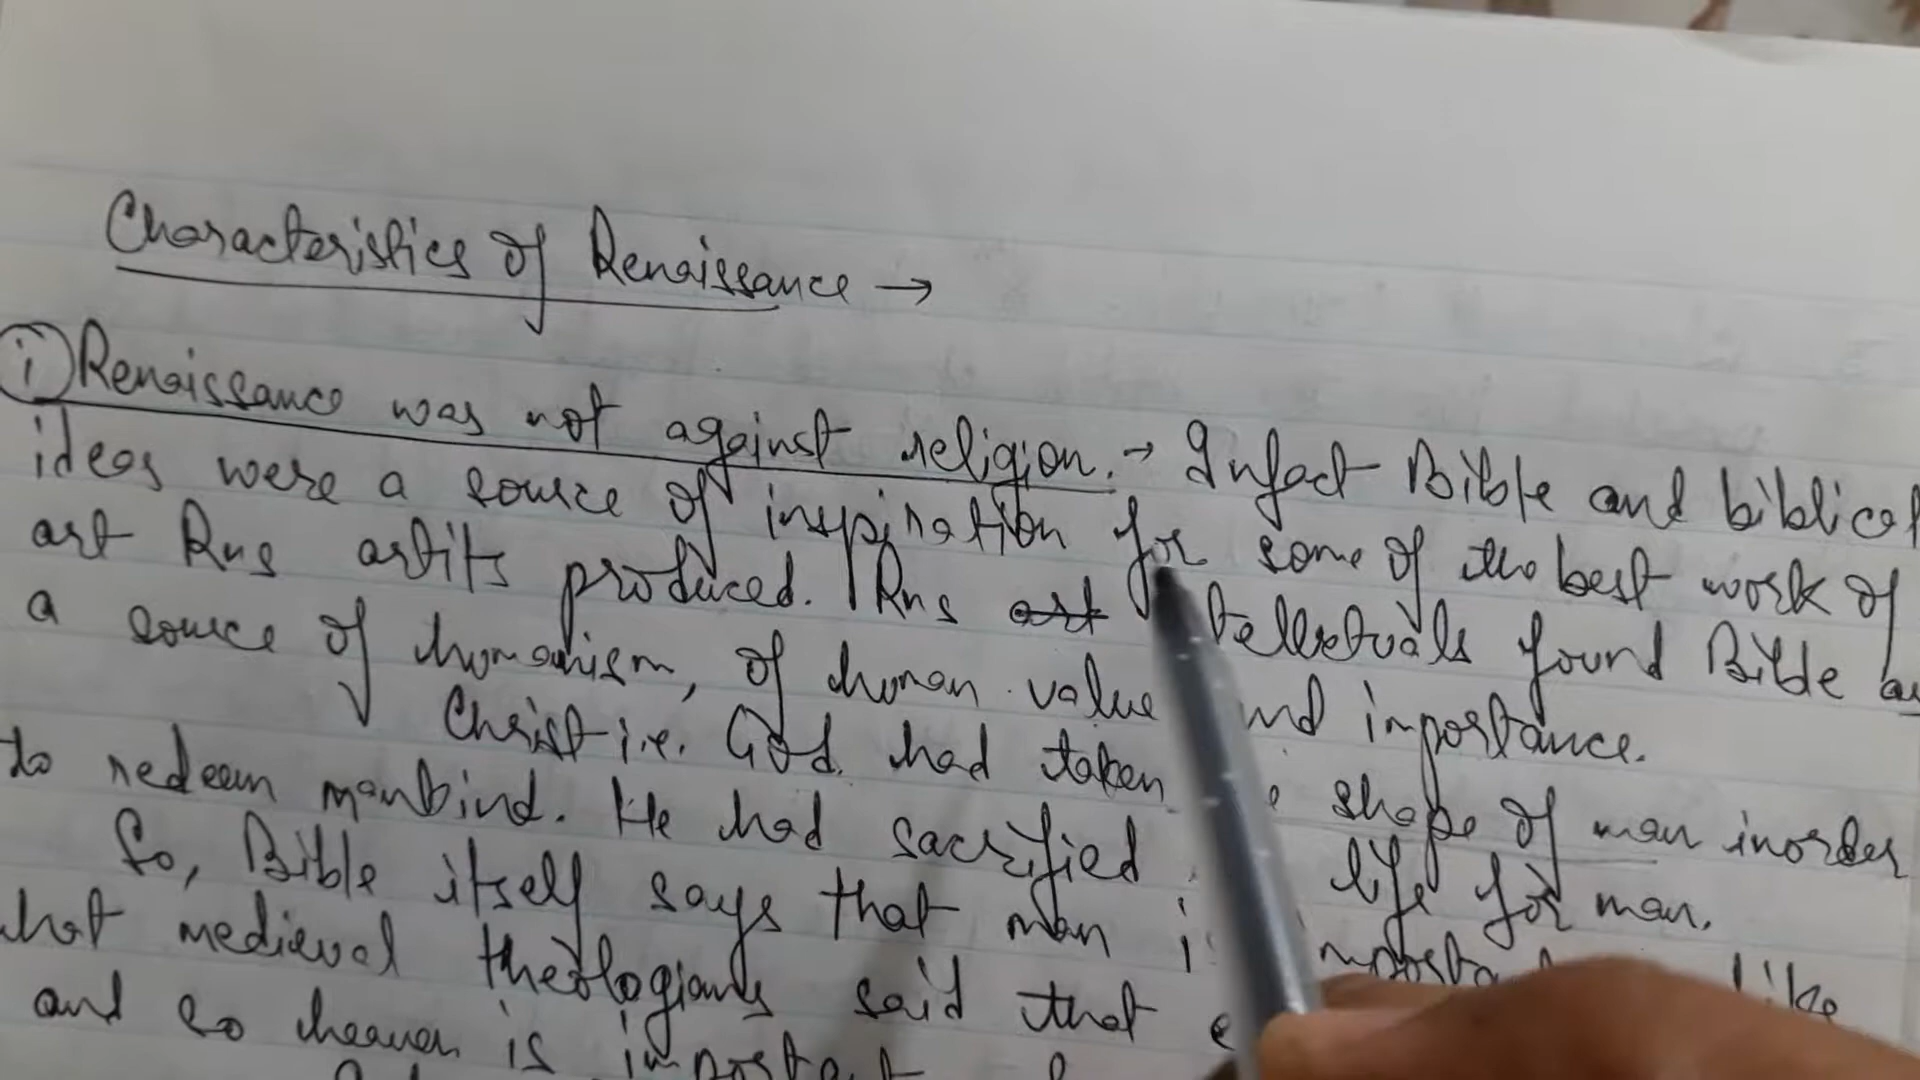 Characteristics of Renaissance →
i) Renaissance was not against religion. → Infact Bible and biblical
ideas were a source of inspiration for some of the best work of
art Rns artits produced. Rns art tellectuals found Bible as
a source of humanism, of human value and importance.
Christ i.e. God had taken shape of man inorder
to redeem mankind. He had sacrified life for man.
So, Bible itself says that man is
medieval theologians said that like
and so heaven is important